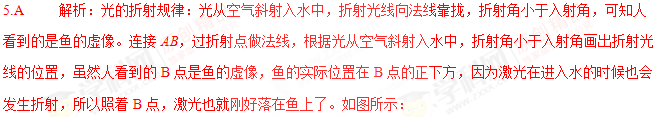 5.A 解析：光的折射规律：光从空气斜射入水中，折射光线向法线靠拢，折射角小于入射角，可知人
看到的是鱼的虚像。连接 AB，过折射点做法线，根据光从空气斜射入水中，折射角小于入射角画出折射光
线的位置，虽然人看到的 B 点是鱼的虚像，鱼的实际位置在 B 点的正下方，因为激光在进入水的时候也会
发生折射，所以照着 B 点，激光也就刚好落在鱼上了。如图所示：